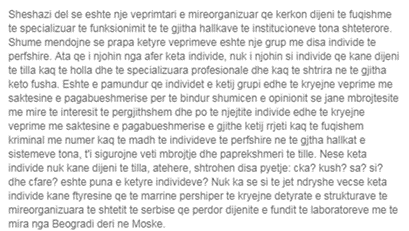 Sheshazi del se eshte nje veprimtari e mireorganizuar qe kerkon dijeni te fuqishme
te specializuar te funksionimit te te gjitha hallkave te institucioneve tona shteterore.
Shume mendojne se prapa ketyre veprimeve eshte nje grup me disa individe te
perfshire. Ata qe i njohin nga afer keta individe, nuk i njohin si individe qe kane dijeni
te tilla kaq te holla dhe te specializuara profesionale dhe kaq te shtrira ne te gjitha
keto fusha. Eshte e pamundur qe individet e ketij grupi edhe te kryejne veprime me
saktesine e pagabueshmerise per te bindur shumicen e opinionit se jane mbrojtesite
me mire te interesit te pergjithshem dhe po te njejtite individe edhe te kryejne
veprime me saktesine e pagabueshmerise e gjithe ketij rrjeti kaq te fuqishem
kriminal me numer kaq te madh te individeve te perfshire ne te gjtha hallkat e
sistemeve tona, t'i sigurojne veti mbrojtje dhe paprekshmeri te tille. Nese keta
individe nuk kane dijeni te tilla, atehere, shtrohen disa pyetje: cka? kush? sa? si?
dhe cfare? eshte puna e ketyre individeve? Nuk ka se si te jet ndryshe vecse keta
individe kane ftyresine qe te marrine pershiper te kryejne detyrate e strukturave te
mireorganizuara te shtetit te serbise qe perdor dijenite e fundit te laboratoreve me te
mira nga Beogradi deri ne Moske.